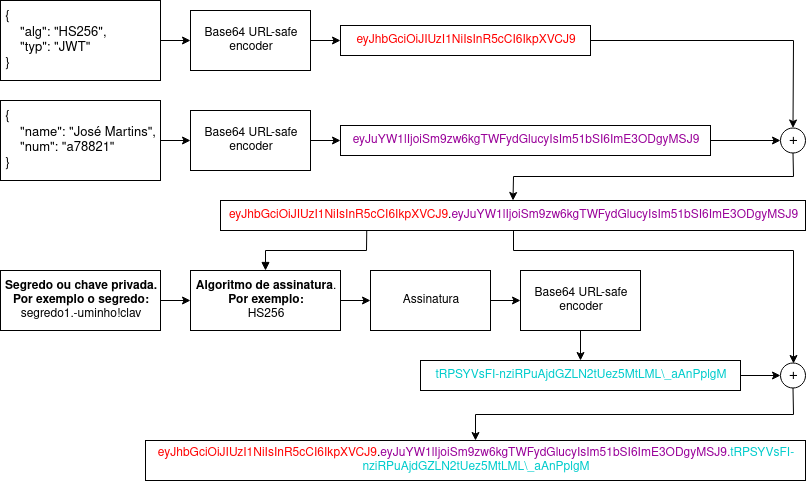 {
"alg": "HS256",
"typ": "JWT"
}
Base64 URL-safe
encoder
eyJhbGciOiJIUzI1NiIsInR5cCI6IkpXVCJ9
{
"name": "José Martins",
"num": "a78821"
}
Base64 URL-safe
encoder
eyJuYW1lIjoiSm9zw6kgTWFydGlucyIsIm51bSI6ImE3ODgyMSJ9
+
eyJhbGciOiJIUzI1NiIsInR5cCI6IkpXVCJ9.eyJuYW1lIjoiSm9zw6kgTWFydGlucyIsIm51bSI6ImE3ODgyMSJ9
Segredo ou chave privada.
Por exemplo o segredo:
segredo1.-uminho!clav
Algoritmo de assinatura.
Por exemplo:
HS256
Assinatura
Base64 URL-safe
encoder
tRPSYVsFI-nziRPuAjdGZLN2tUez5MtLML\_aAnPplgM
+
eyJhbGciOiJIUzI1NiIsInR5cCI6IkpXVCJ9.eyJuYW1lIjoiSm9zw6kgTWFydGlucyIsIm51bSI6ImE3ODgyMSJ9.tRPSYVsFI-
nziRPuAjdGZLN2tUez5MtLML\_aAnPplgM